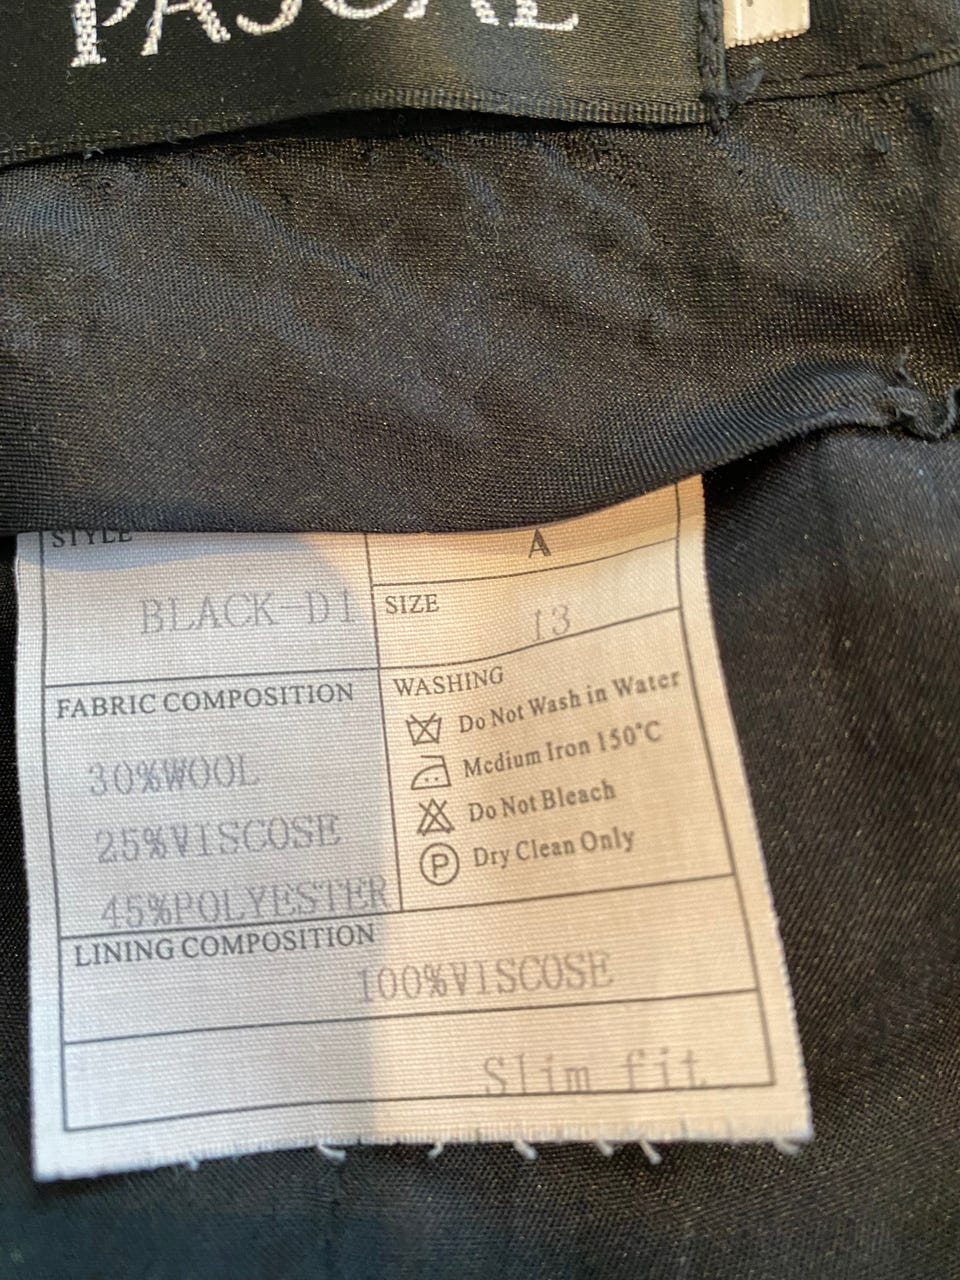 PASCAL
STYLE
BLACK-D1
A
SIZE
13
FABRIC COMPOSITION
30%WOOL
25%VISCOSE
45%POLYESTER
WASHING
Do Not Wash in Water
Medium Iron 150°C
Do Not Bleach
P Dry Clean Only
LINING COMPOSITION
100%VISCOSE
Slim fit